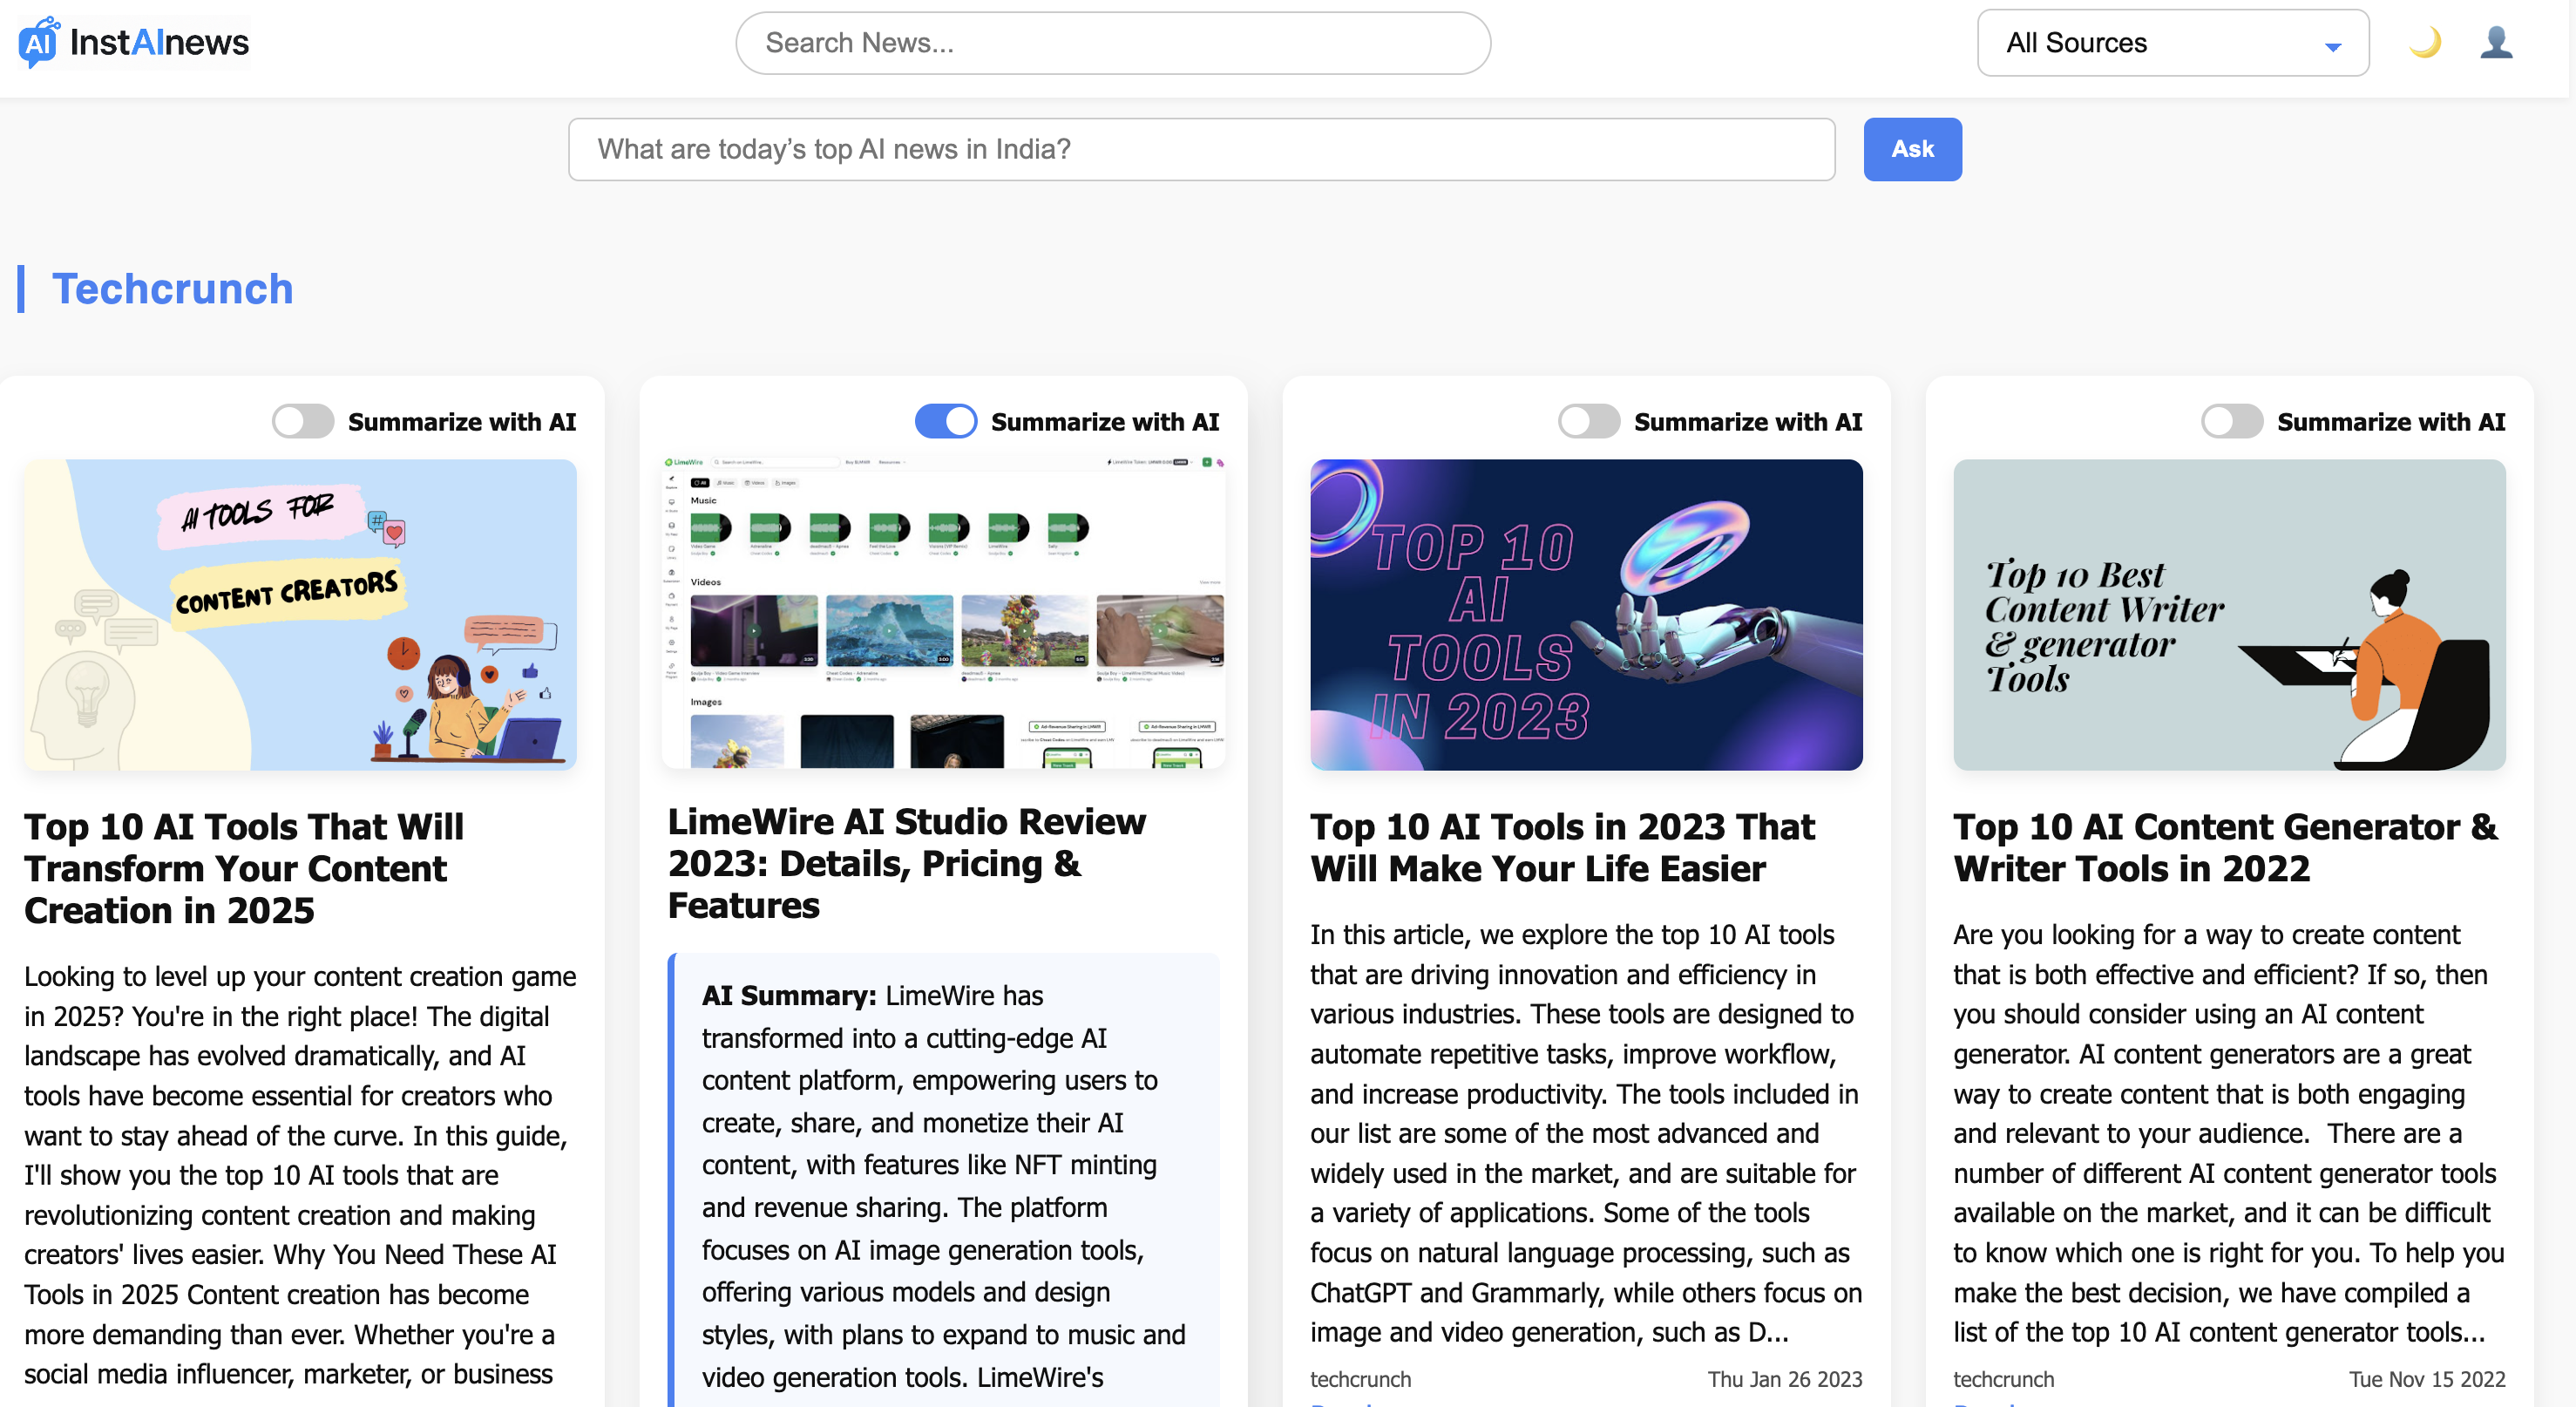 AI InstAInews
Search News...
All Sources
What are today’s top AI news in India?
Ask
Techcrunch
Summarize with AI
AI TOOLS FOR
#
CONTENT CREATORS
Top 10 AI Tools That Will
Transform Your Content
Creation in 2025
Looking to level up your content creation game
in 2025? You're in the right place! The digital
landscape has evolved dramatically, and AI
tools have become essential for creators who
want to stay ahead of the curve. In this guide,
I'll show you the top 10 AI tools that are
revolutionizing content creation and making
creators' lives easier. Why You Need These AI
Tools in 2025 Content creation has become
more demanding than ever. Whether you're a
social media influencer, marketer, or business
Summarize with AI
LimeWire
Music
Videos
Images
LimeWire AI Studio Review
2023: Details, Pricing &
Features
AI Summary: LimeWire has
transformed into a cutting-edge AI
content platform, empowering users to
create, share, and monetize their AI
content, with features like NFT minting
and revenue sharing. The platform
focuses on AI image generation tools,
offering various models and design
styles, with plans to expand to music and
video generation tools. LimeWire's
Summarize with AI
TOP 10
AI
TOOLS
IN 2023
Top 10 AI Tools in 2023 That
Will Make Your Life Easier
In this article, we explore the top 10 AI tools
that are driving innovation and efficiency in
various industries. These tools are designed to
automate repetitive tasks, improve workflow,
and increase productivity. The tools included in
our list are some of the most advanced and
widely used in the market, and are suitable for
a variety of applications. Some of the tools
focus on natural language processing, such as
ChatGPT and Grammarly, while others focus on
image and video generation, such as D...
techcrunch Thu Jan 26 2023
Summarize with AI
Top 10 Best
Content Writer
& generator
Tools
Top 10 AI Content Generator &
Writer Tools in 2022
Are you looking for a way to create content
that is both effective and efficient? If so, then
you should consider using an AI content
generator. AI content generators are a great
way to create content that is both engaging
and relevant to your audience.  There are a
number of different AI content generator tools
available on the market, and it can be difficult
to know which one is right for you. To help you
make the best decision, we have compiled a
list of the top 10 AI content generator tools...
techcrunch Tue Nov 15 2022